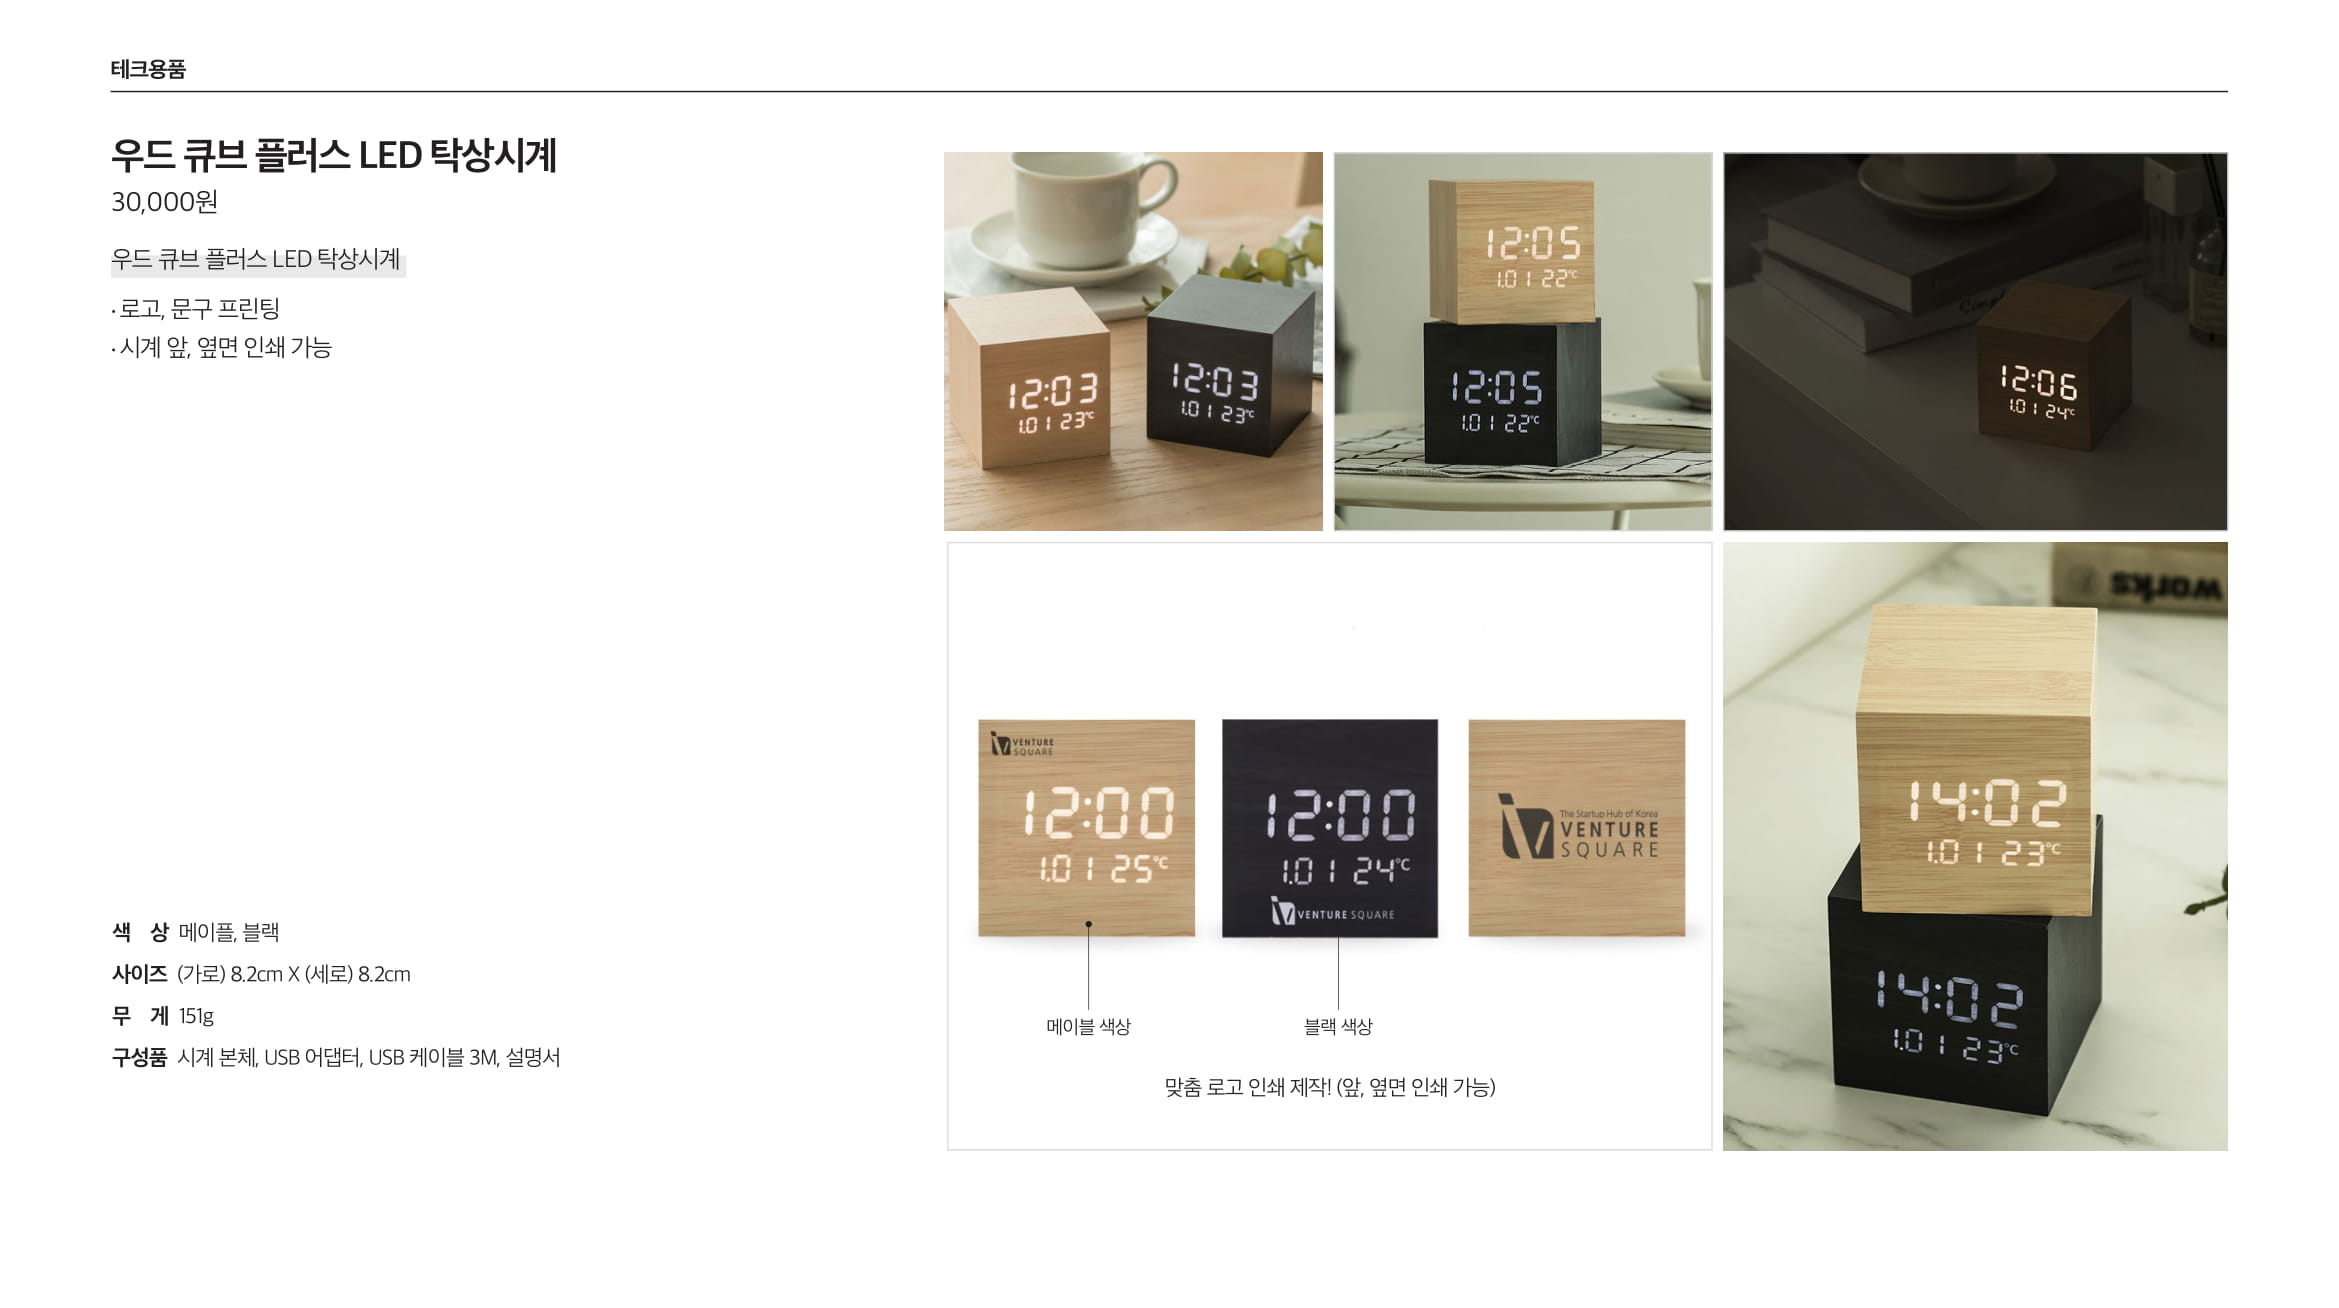 테크용품
우드 큐브 플러스 LED 탁상시계
30,000원
우드 큐브 플러스 LED 탁상시계
· 로고, 문구 프린팅
· 시계 앞, 옆면 인쇄 가능
색 상 메이플, 블랙
사이즈 (가로) 8.2cm X (세로) 8.2cm
무 게 151g
구성품 시계 본체, USB 어댑터, USB 케이블 3M, 설명서
12:03
1.01 23℃
12:03
1.01 23℃
12:05
1.01 22℃
12:05
1.01 22℃
12:06
1.01 24℃
VENTURE
SQUARE
12:00
1.01 25℃
12:00
1.01 24℃
VENTURE SQUARE
The Startup Hub of Korea
VENTURE
SQUARE
메이블 색상
블랙 색상
맞춤 로고 인쇄 제작! (앞, 옆면 인쇄 가능)
works
14:02
1.01 23℃
14:02
1.01 23℃